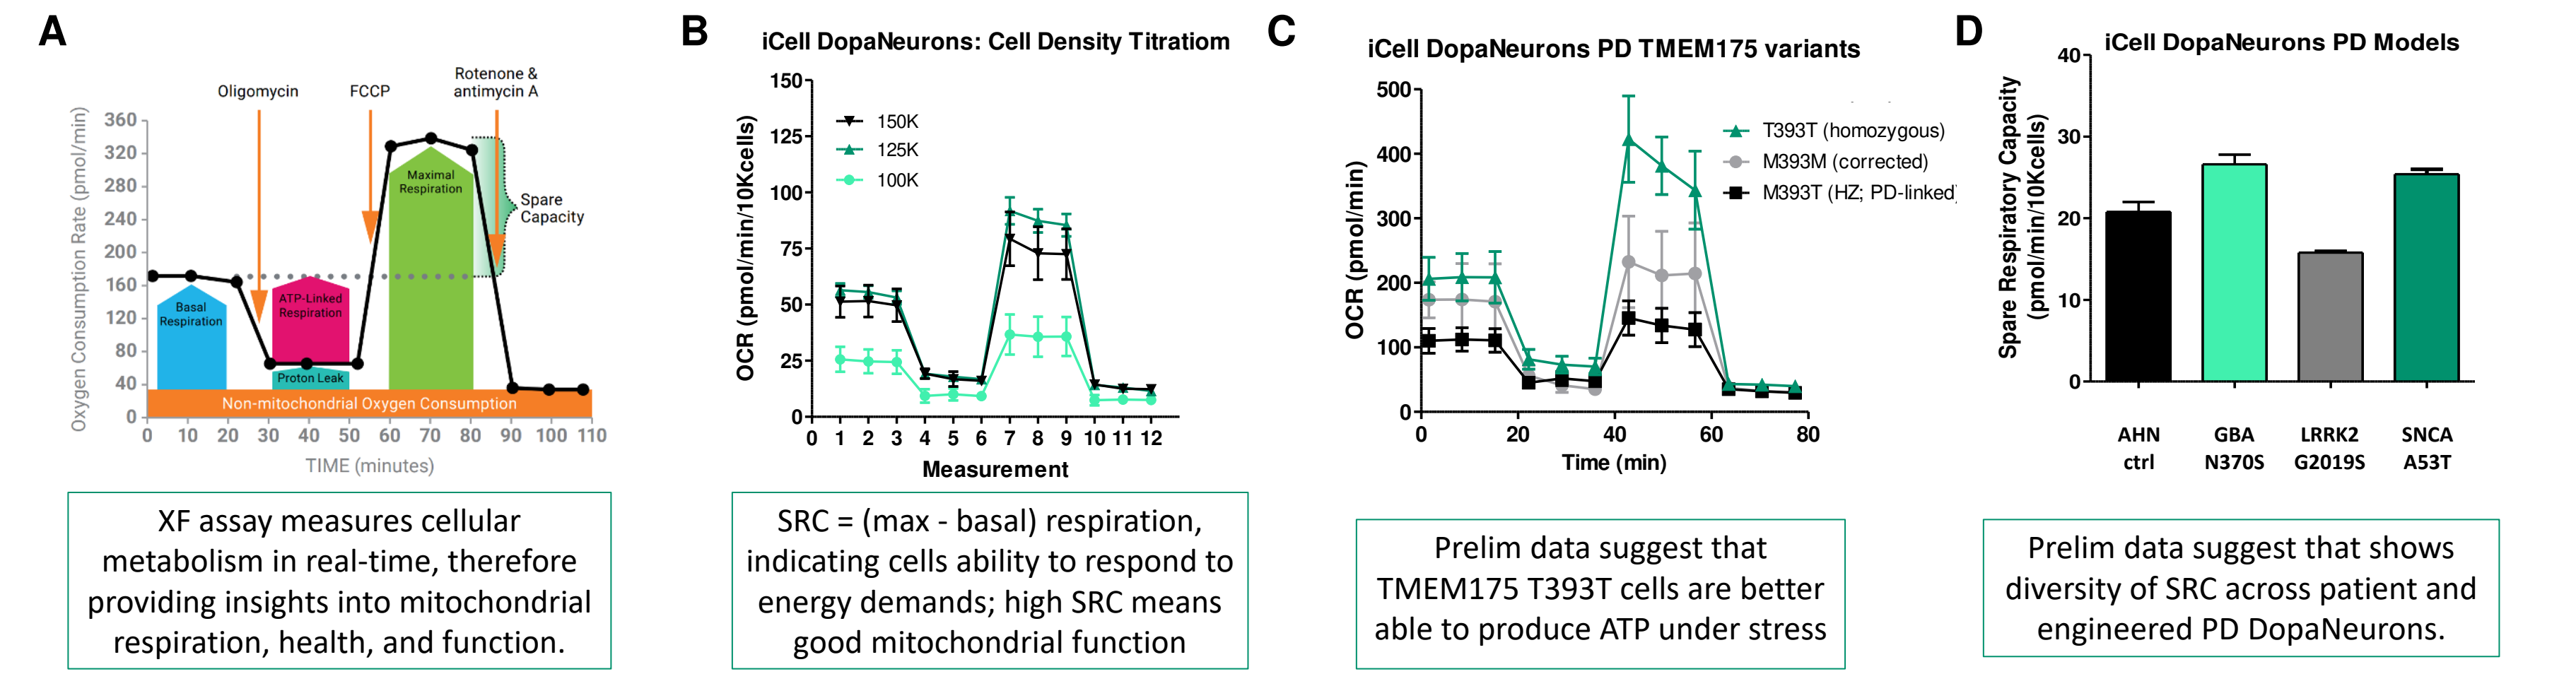 A
Oligomycin
FCCP
Rotenone &
antimycin A
Oxygen Consumption Rate (pmol/min)
360
320
280
240
200
160
120
80
40
0
Maximal
Respiration
Spare
Capacity
Basal
Respiration
ATP-Linked
Respiration
Proton Leak
Non-mitochondrial Oxygen Consumption
0 10 20 30 40 50 60 70 80 90 100 110
TIME (minutes)
XF assay measures cellular
metabolism in real-time, therefore
providing insights into mitochondrial
respiration, health, and function.
B
iCell DopaNeurons: Cell Density Titratiom
OCR (pmol/min/10Kcells)
150
125
100
75
50
25
0
150K
125K
100K
0 1 2 3 4 5 6 7 8 9 10 11 12
Measurement
SRC = (max - basal) respiration,
indicating cells ability to respond to
energy demands; high SRC means
good mitochondrial function
C
iCell DopaNeurons PD TMEM175 variants
OCR (pmol/min)
500
400
300
200
100
0
T393T (homozygous)
M393M (corrected)
M393T (HZ; PD-linked)
0 20 40 60 80
Time (min)
Prelim data suggest that
TMEM175 T393T cells are better
able to produce ATP under stress
D
iCell DopaNeurons PD Models
Spare Respiratory Capacity
(pmol/min/10Kcells)
40
30
20
10
0
AHN
ctrl
GBA
N370S
LRRK2
G2019S
SNCA
A53T
Prelim data suggest that shows
diversity of SRC across patient and
engineered PD DopaNeurons.